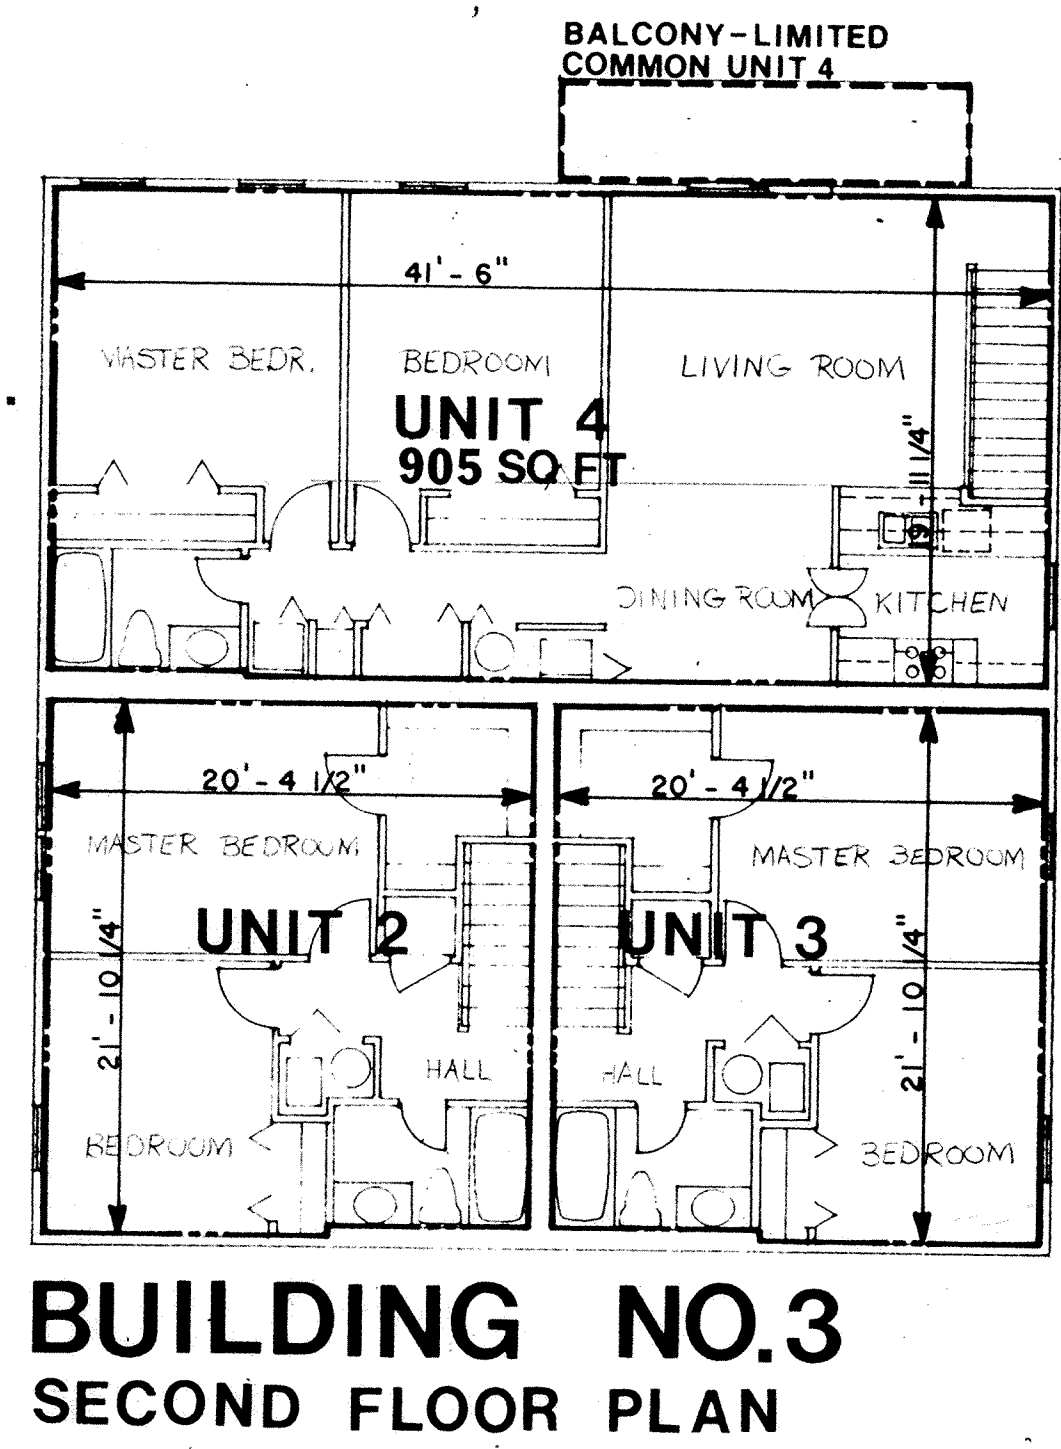 BALCONY-LIMITED
COMMON UNIT 4
41'- 6"
MASTER BEDR.
BEDROOM
LIVING ROOM
UNIT 4
905 SQ FT
19'- 11 1/4"
DINING ROOM
KITCHEN
20'- 4 1/2"
20'- 4 1/2"
MASTER BEDROOM
MASTER BEDROOM
UNIT 2
UNIT 3
21'- 10 1/4"
21'- 10 1/4"
HALL
HALL
BEDROOM
BEDROOM
BUILDING NO.3
SECOND FLOOR PLAN